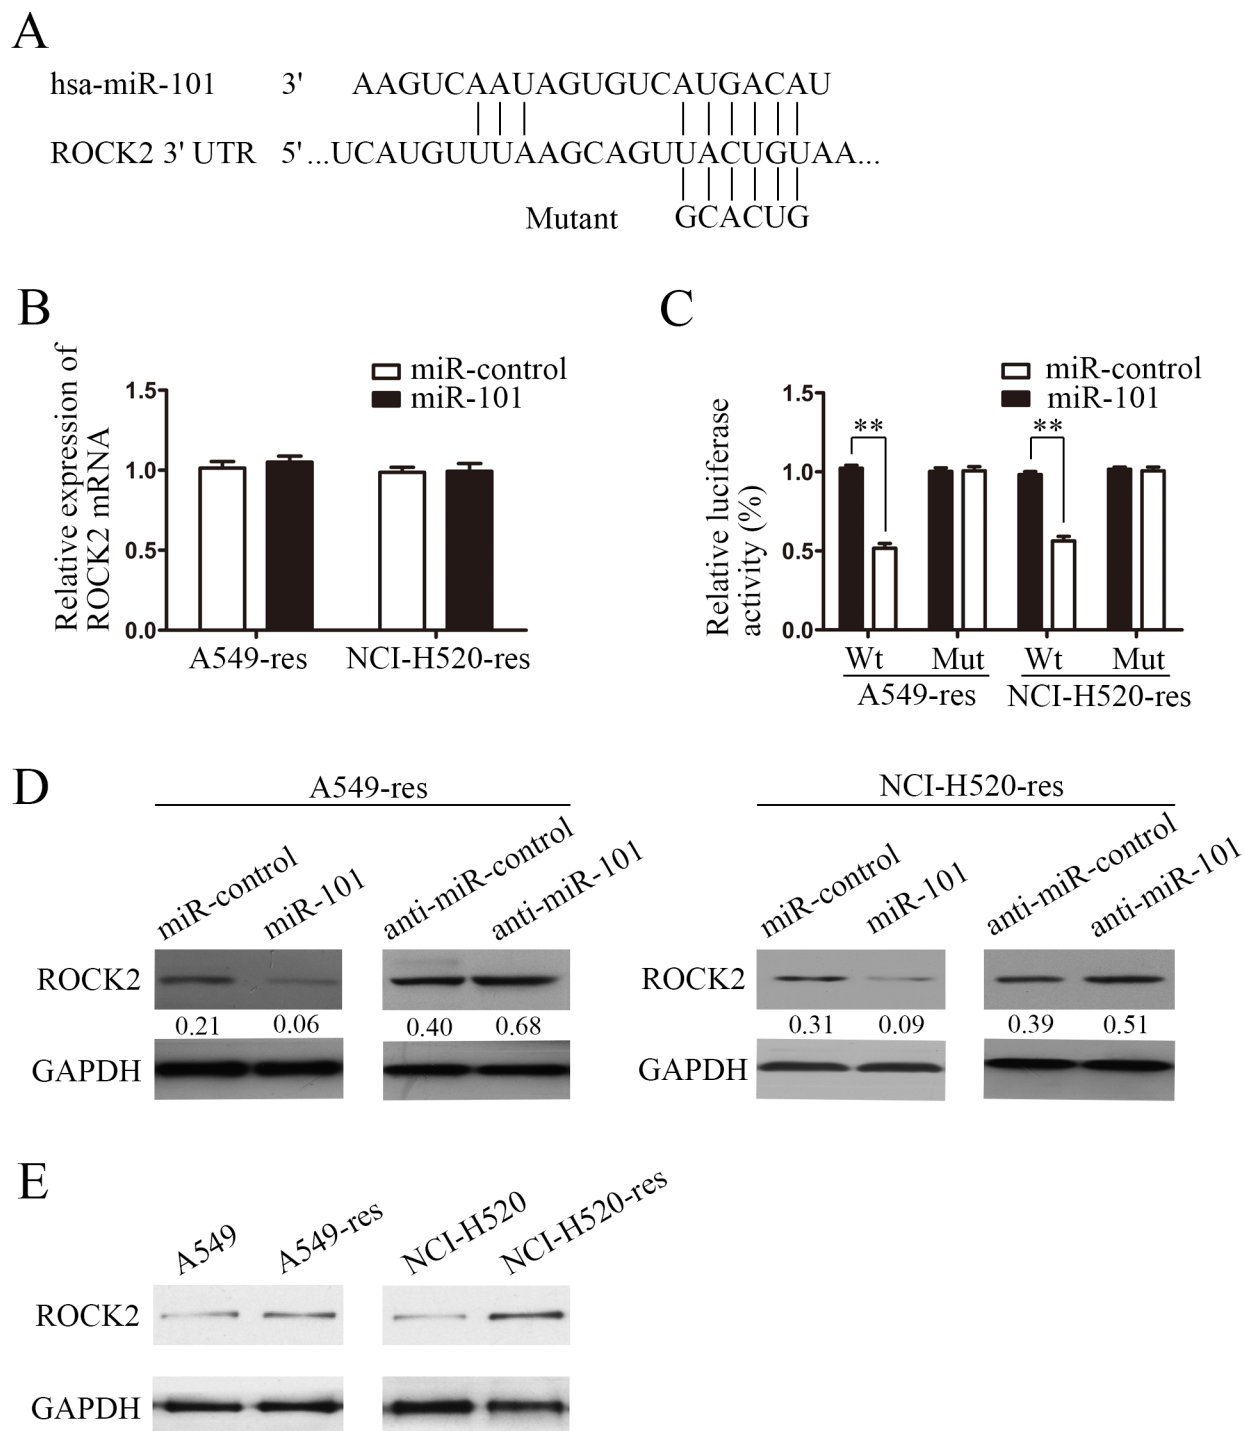 A
hsa-miR-101 3' AAGUCAAUAGUGUCAUGACAU
ROCK2 3' UTR 5'...UCAUGUUUAAGCAGUUACUGUAA...
Mutant GCACUG
B
Relative expression of
ROCK2 mRNA
miR-control
miR-101
1.5
1.0
0.5
0.0
A549-res NCI-H520-res
C
Relative luciferase
activity (%)
miR-control
miR-101
1.5
1.0
0.5
0.0
** **
Wt Mut Wt Mut
A549-res NCI-H520-res
D
A549-res NCI-H520-res
miR-control miR-101 anti-miR-control anti-miR-101 miR-control miR-101 anti-miR-control anti-miR-101
ROCK2 ROCK2
0.21 0.06 0.40 0.68 0.31 0.09 0.39 0.51
GAPDH GAPDH
E
A549 A549-res NCI-H520 NCI-H520-res
ROCK2
GAPDH